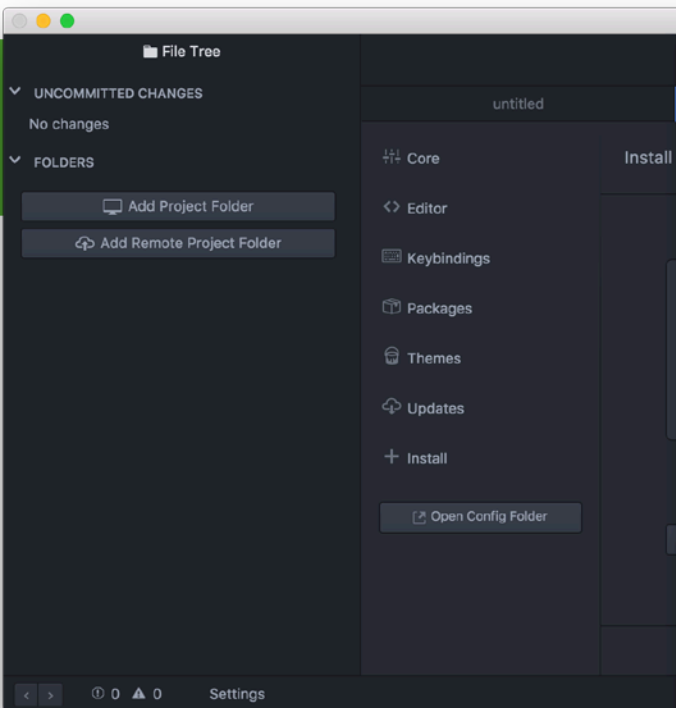 File Tree
UNCOMMITTED CHANGES
No changes
FOLDERS
Add Project Folder
Add Remote Project Folder
untitled
Core
Editor
Keybindings
Packages
Themes
Updates
Install
Open Config Folder
Install
0 0 Settings